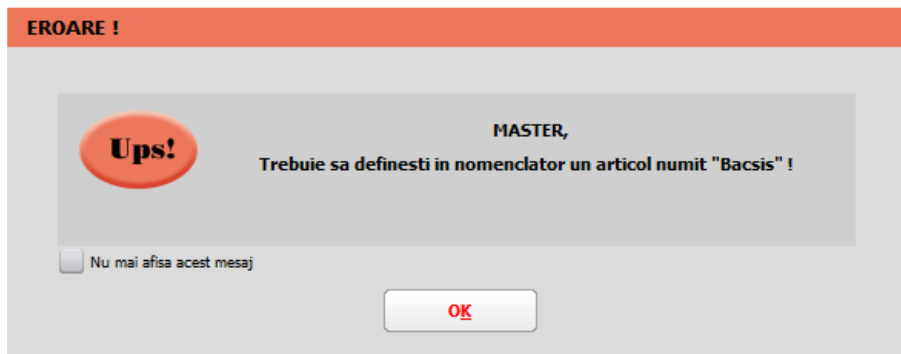 EROARE !
Ups!
MASTER,
Trebuie sa definesti in nomenclator un articol numit "Bacsis" !
Nu mai afisa acest mesaj
OK